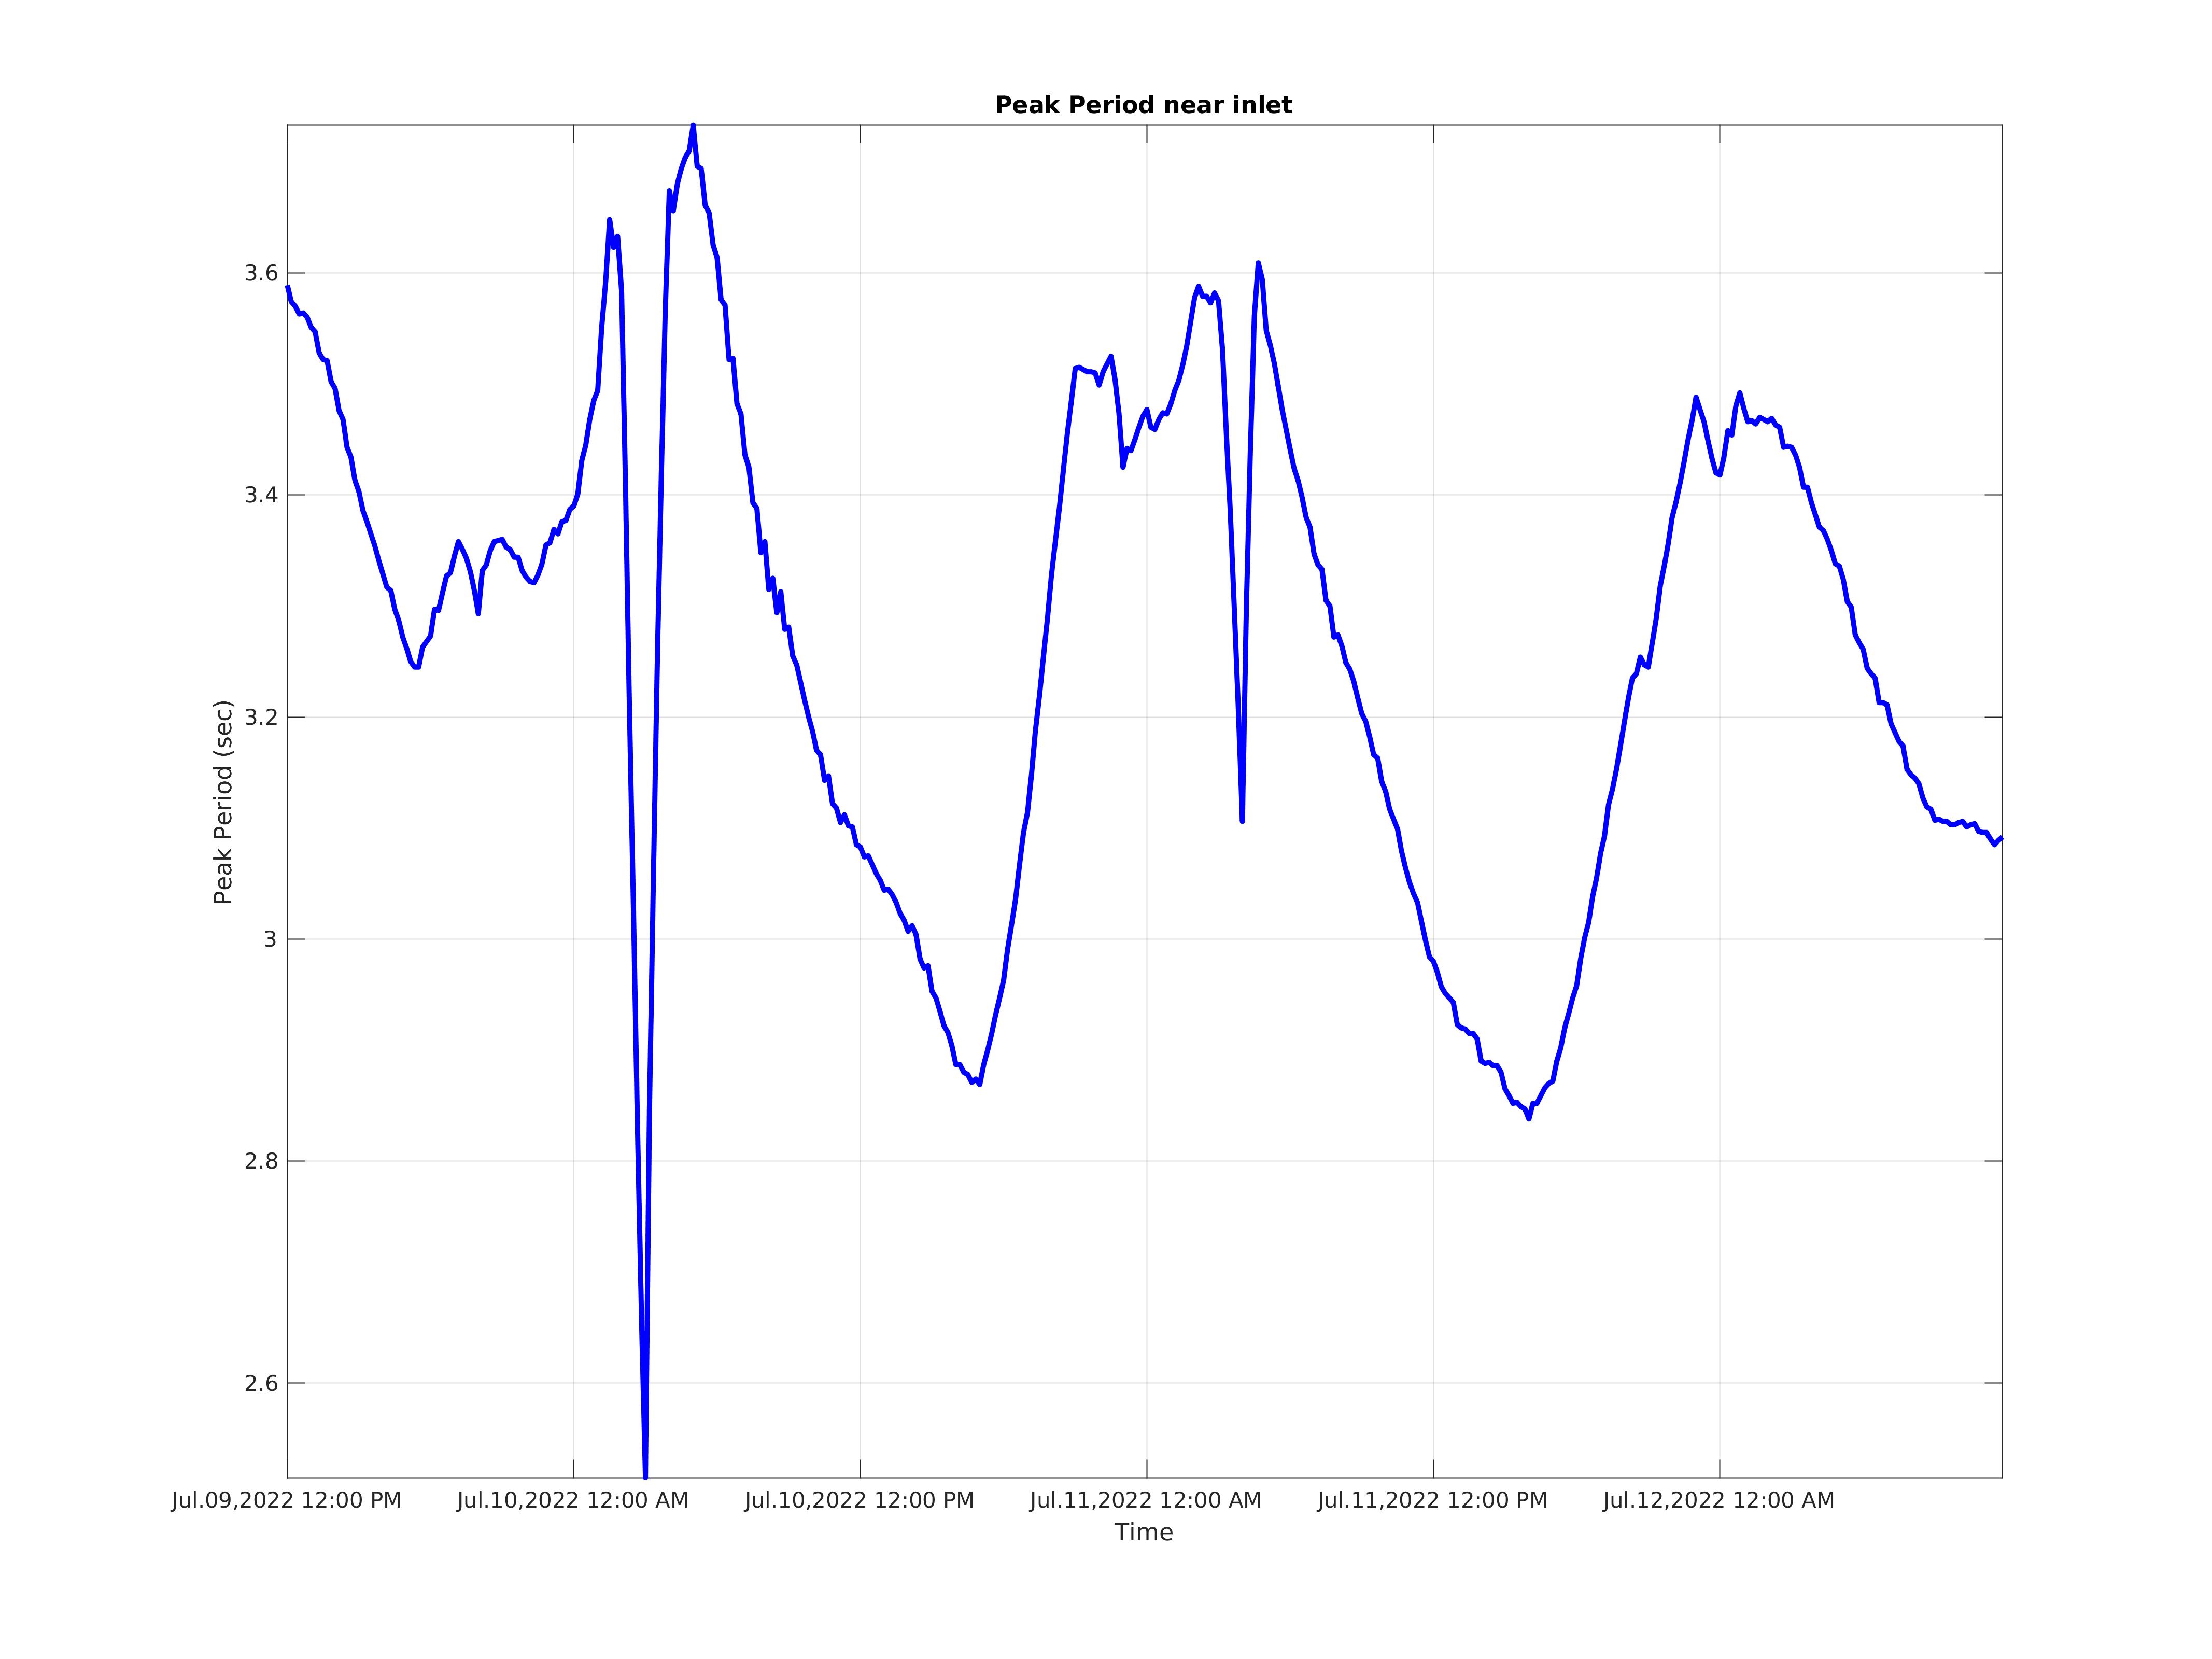 Peak Period near inlet
3.6
3.4
3.2
3
2.8
2.6
Peak Period (sec)
Jul.09,2022 12:00 PM
Jul.10,2022 12:00 AM
Jul.10,2022 12:00 PM
Jul.11,2022 12:00 AM
Jul.11,2022 12:00 PM
Jul.12,2022 12:00 AM
Time